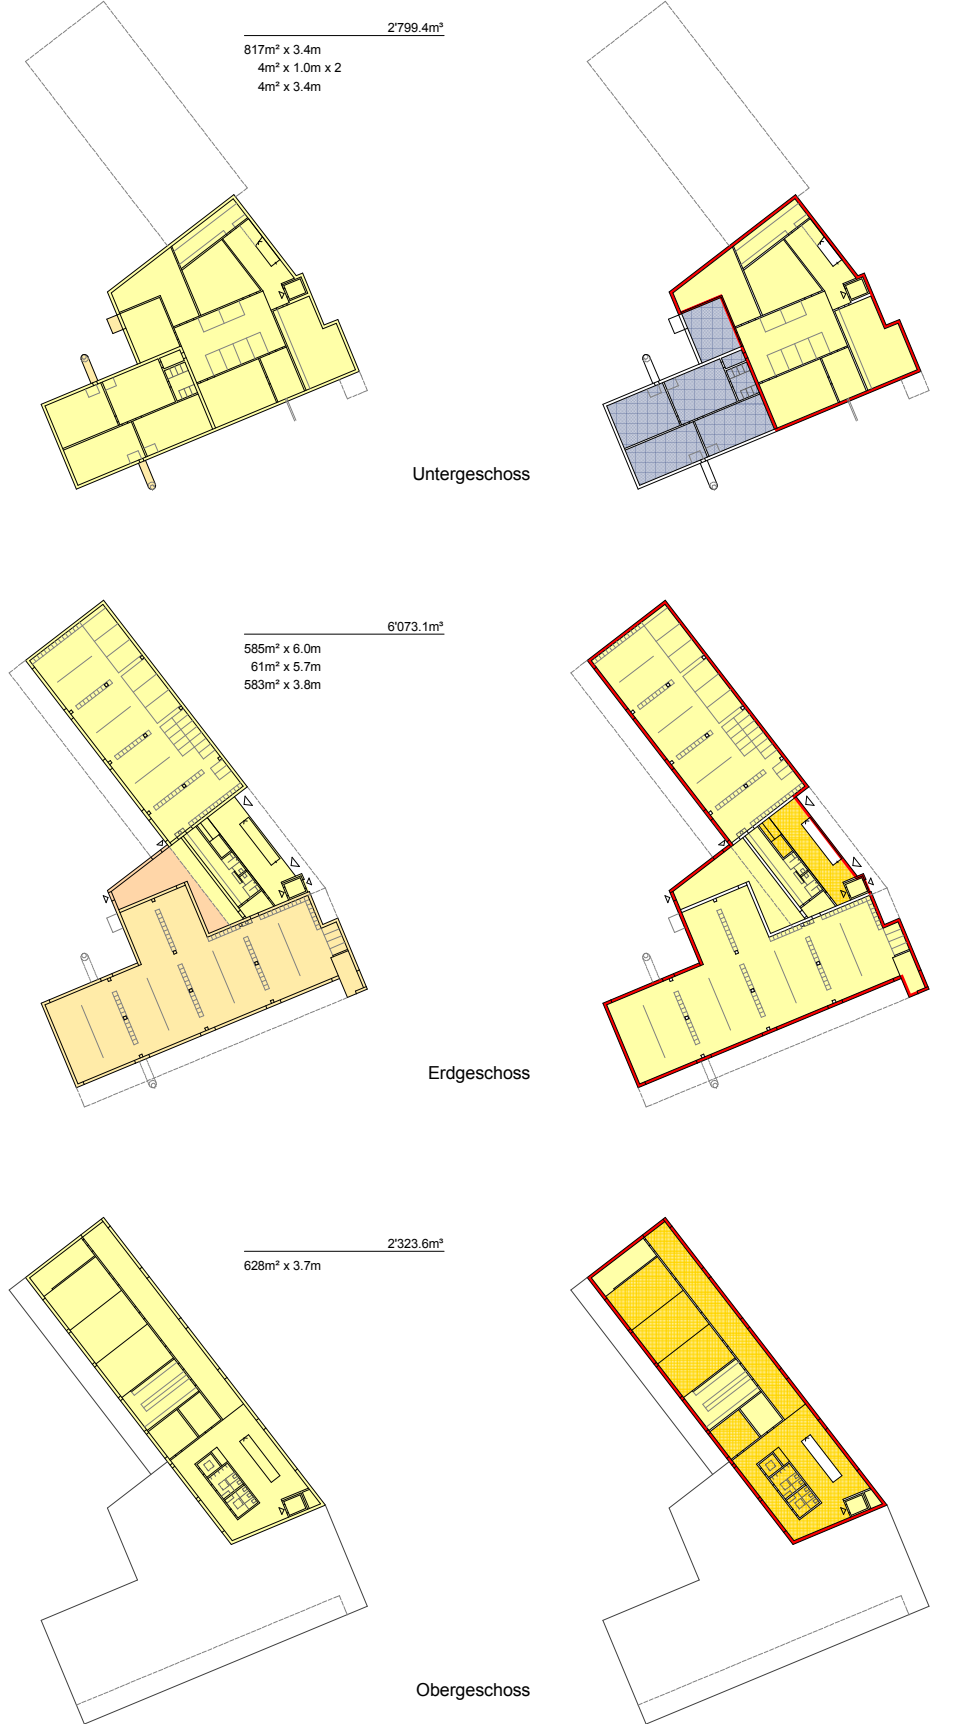 2'799.4m³
817m² x 3.4m
4m² x 1.0m x 2
4m² x 3.4m
Untergeschoss
6'073.1m³
585m² x 6.0m
61m² x 5.7m
583m² x 3.8m
Erdgeschoss
2'323.6m³
628m² x 3.7m
Obergeschoss